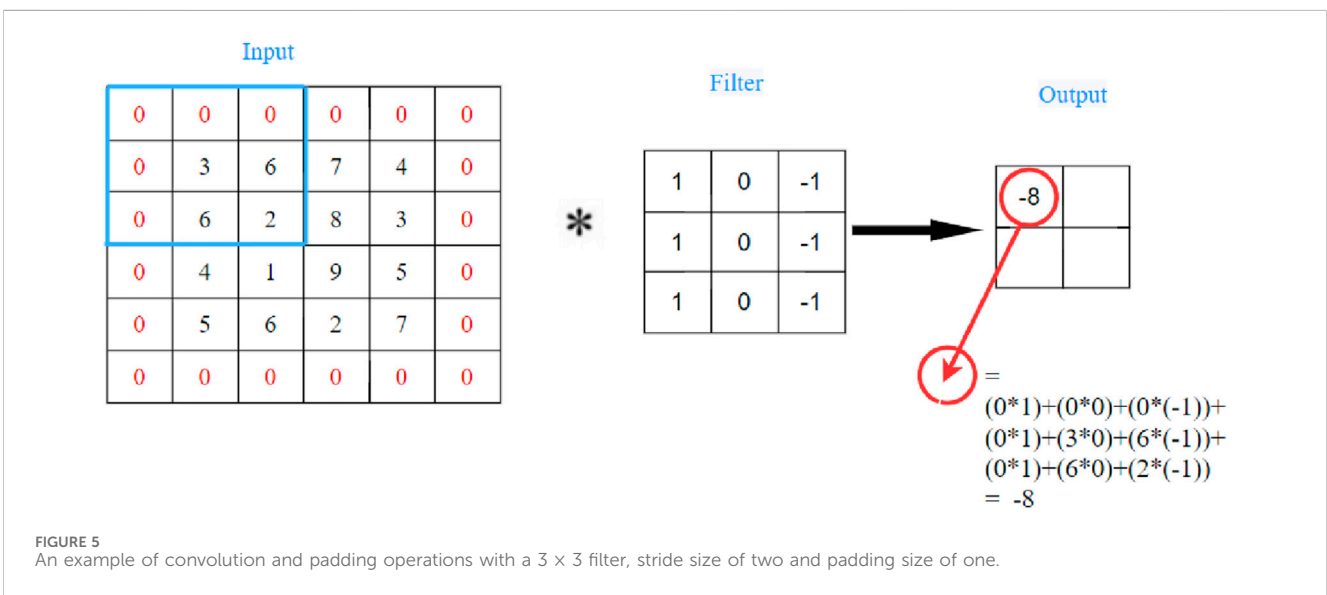 Input
Filter
Output
0 0 0 0 0 0
0 3 6 7 4 0
0 6 2 8 3 0
0 4 1 9 5 0
0 5 6 2 7 0
0 0 0 0 0 0
*
1 0 -1
1 0 -1
1 0 -1
-8
=
(0*1)+(0*0)+(0*(-1))+
(0*1)+(3*0)+(6*(-1))+
(0*1)+(6*0)+(2*(-1))
= -8
FIGURE 5
An example of convolution and padding operations with a 3 × 3 filter, stride size of two and padding size of one.